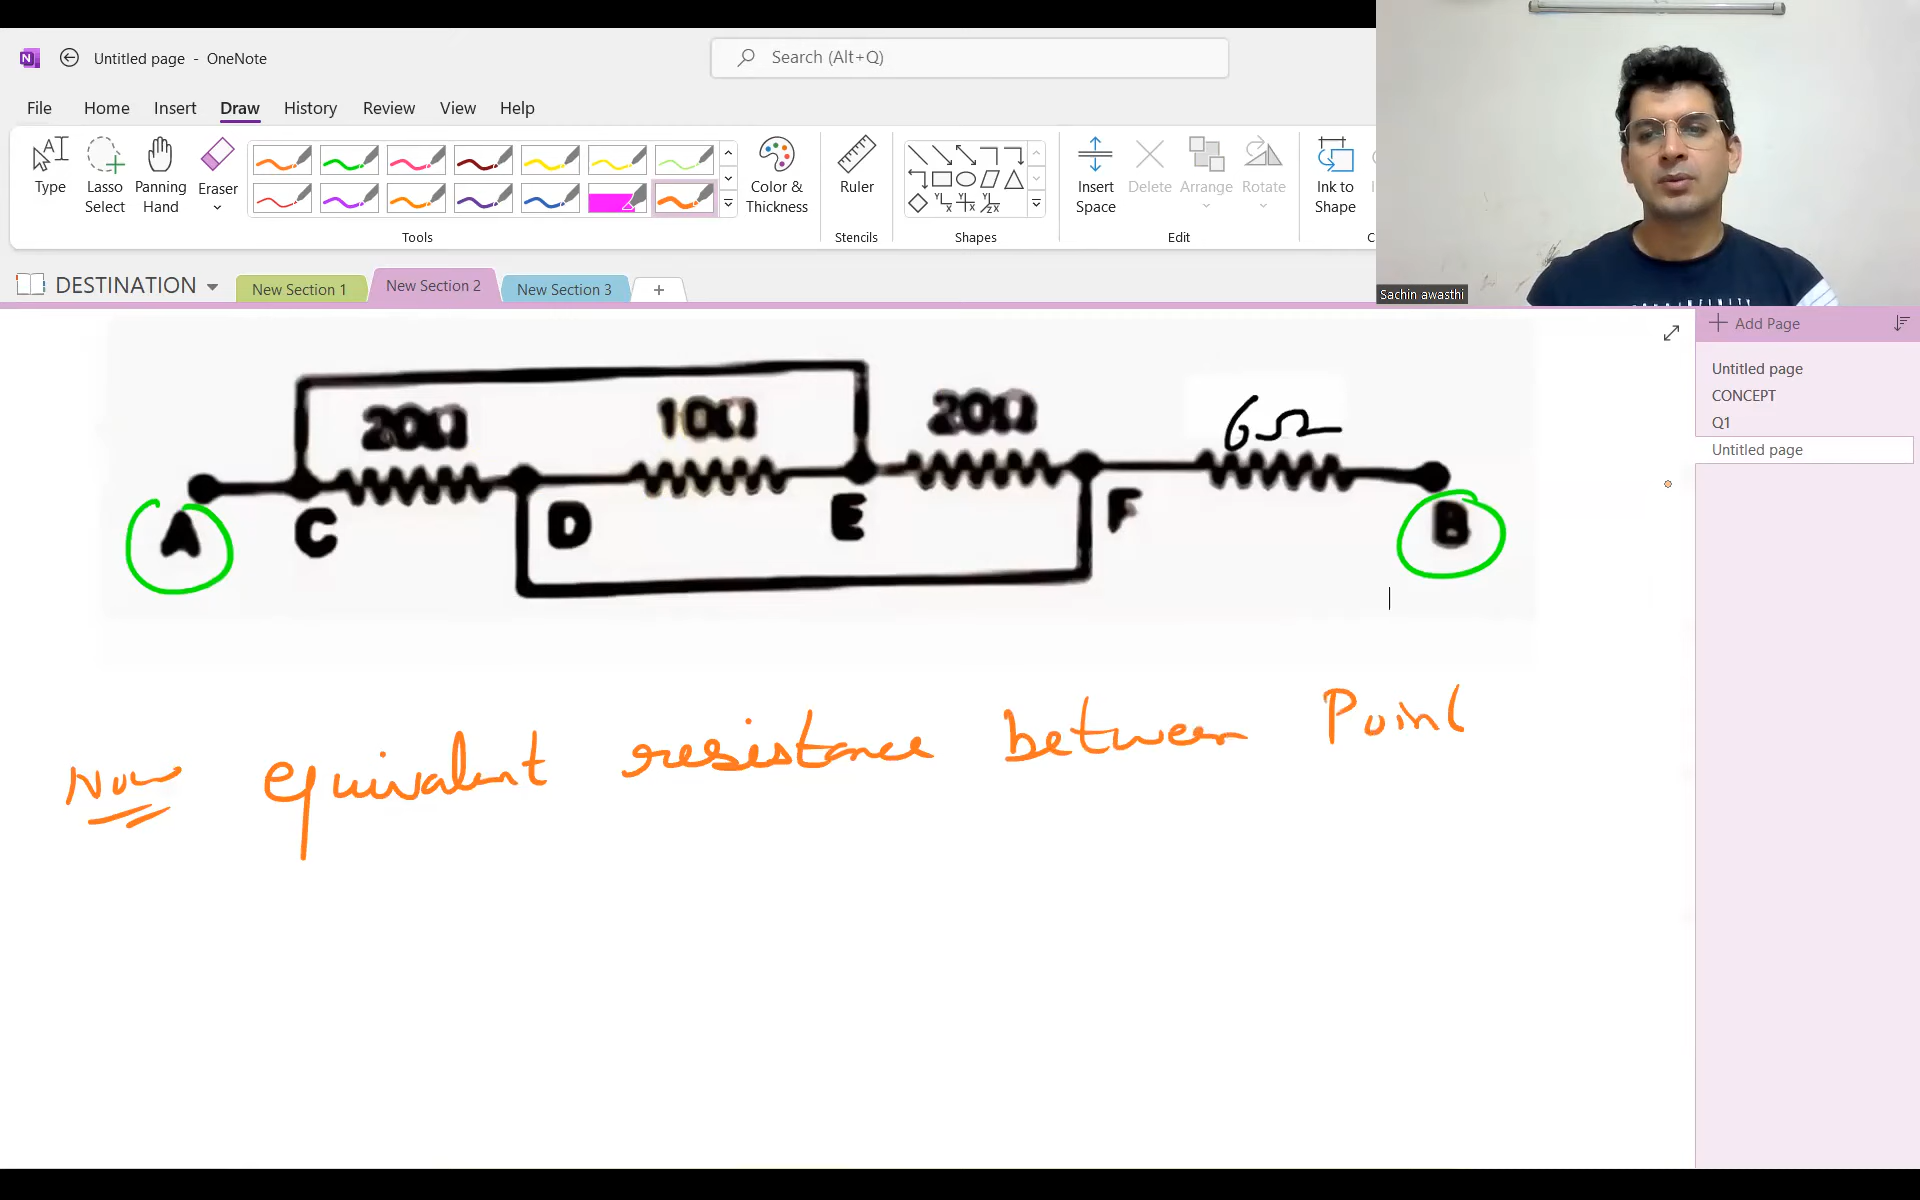 Untitled page - OneNote
Search (Alt+Q)
File Home Insert Draw History Review View Help
Type
Lasso Select
Panning Hand
Eraser
Color & Thickness
Ruler
Insert Space
Delete
Arrange
Rotate
Ink to Shape
Tools
Stencils
Shapes
Edit
Sachin awasthi
DESTINATION
New Section 1
New Section 2
New Section 3
Add Page
Untitled page
CONCEPT
Q1
Untitled page
20Ω 10Ω 20Ω 6Ω
A C D E F B
Now equivalent resistance between Point